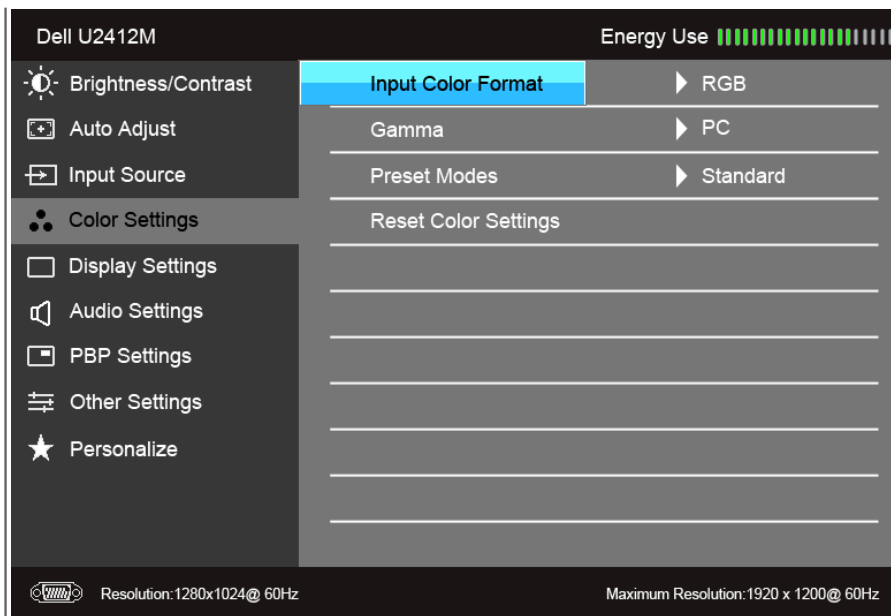 Dell U2412M
Energy Use
Brightness/Contrast
Auto Adjust
Input Source
Color Settings
Display Settings
Audio Settings
PBP Settings
Other Settings
Personalize
Input Color Format RGB
Gamma PC
Preset Modes Standard
Reset Color Settings
Resolution:1280x1024@ 60Hz
Maximum Resolution:1920 x 1200@ 60Hz